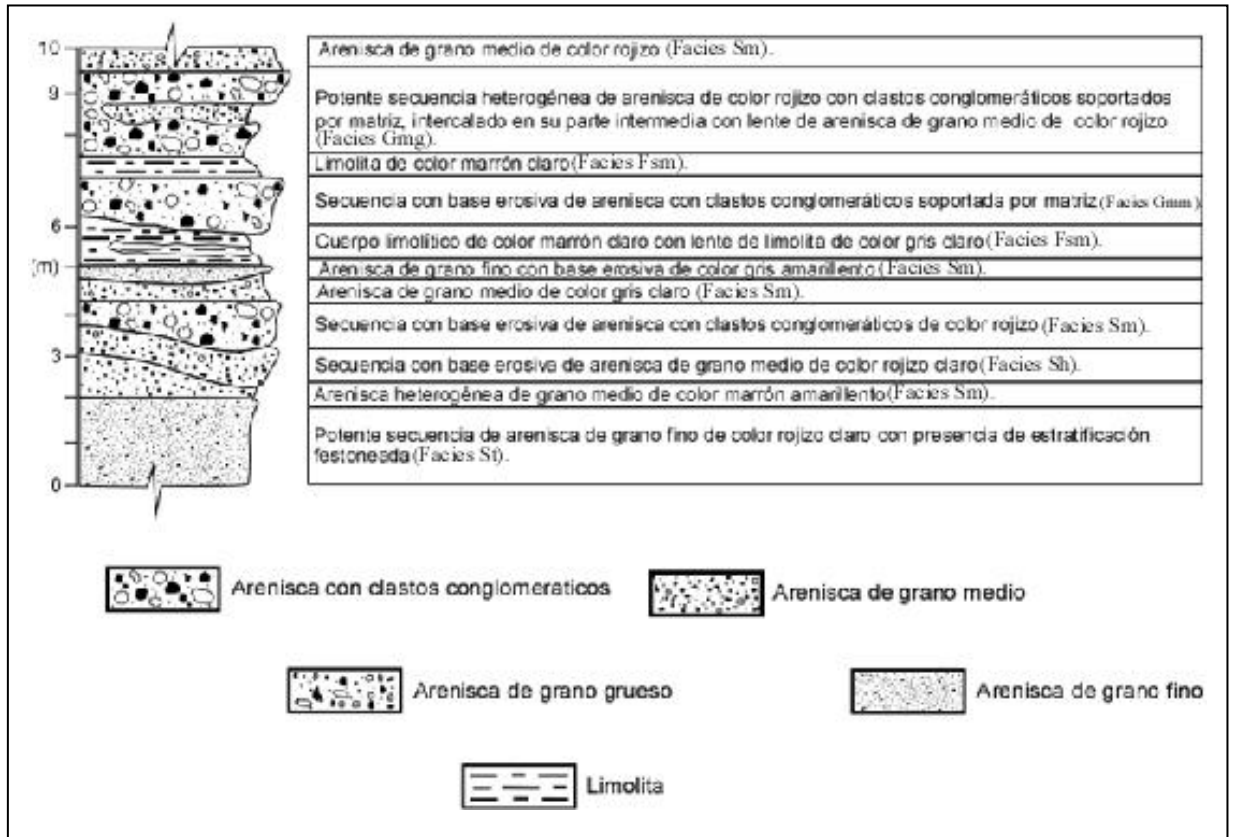 10
9
6
(m)
3
0
Arenisca de grano medio de color rojizo (Facies Sm).
Potente secuencia heterogénea de arenisca de color rojizo con clastos conglomeráticos soportados
por matriz, intercalado en su parte intermedia con lente de arenisca de grano medio de color rojizo
(Facies Gmg).
Limolita de color marrón claro (Facies Fsm).
Secuencia con base erosiva de arenisca con clastos conglomeráticos soportada por matriz (Facies Gmm).
Cuerpo limolítico de color marrón claro con lente de limolita de color gris claro (Facies Fsm).
Arenisca de grano fino con base erosiva de color gris amarillento (Facies Sm).
Arenisca de grano medio de color gris claro (Facies Sm).
Secuencia con base erosiva de arenisca con clastos conglomeráticos de color rojizo (Facies Sm).
Secuencia con base erosiva de arenisca de grano medio de color rojizo claro (Facies Sh).
Arenisca heterogénea de grano medio de color marrón amarillento (Facies Sm).
Potente secuencia de arenisca de grano fino de color rojizo claro con presencia de estratificación
festoneada (Facies St).
Arenisca con clastos conglomeraticos
Arenisca de grano medio
Arenisca de grano grueso
Arenisca de grano fino
Limolita